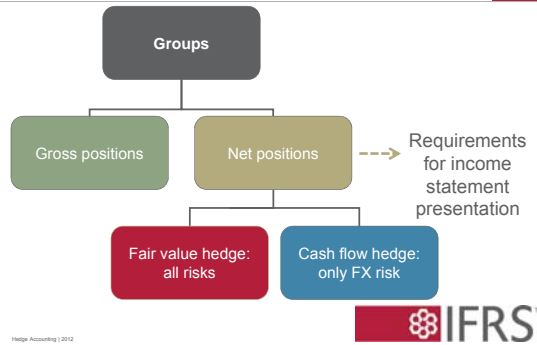 Groups
Gross positions
Net positions
Requirements
for income
statement
presentation
Fair value hedge:
all risks
Cash flow hedge:
only FX risk
Hedge Accounting | 2012
IFRS